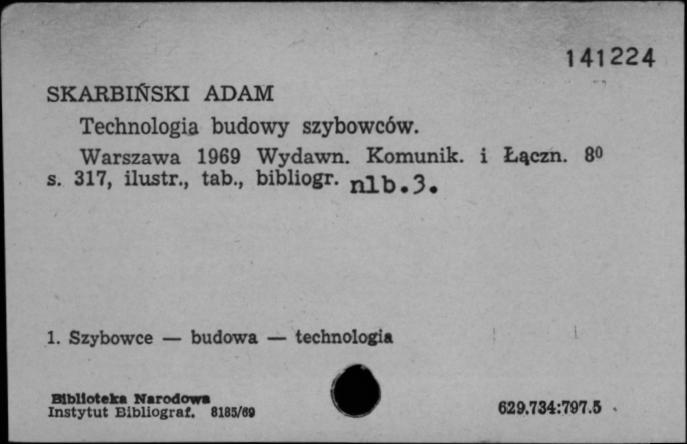 141224
SKARBIŃSKI ADAM
Technologia budowy szybowców.
Warszawa 1969 Wydawn. Komunik. i Łączn. 8⁰
s. 317, ilustr., tab., bibliogr. nlb.3.
1. Szybowce — budowa — technologia
Biblioteka Narodowa
Instytut Bibliograf. 8185/69
629.734:797.5